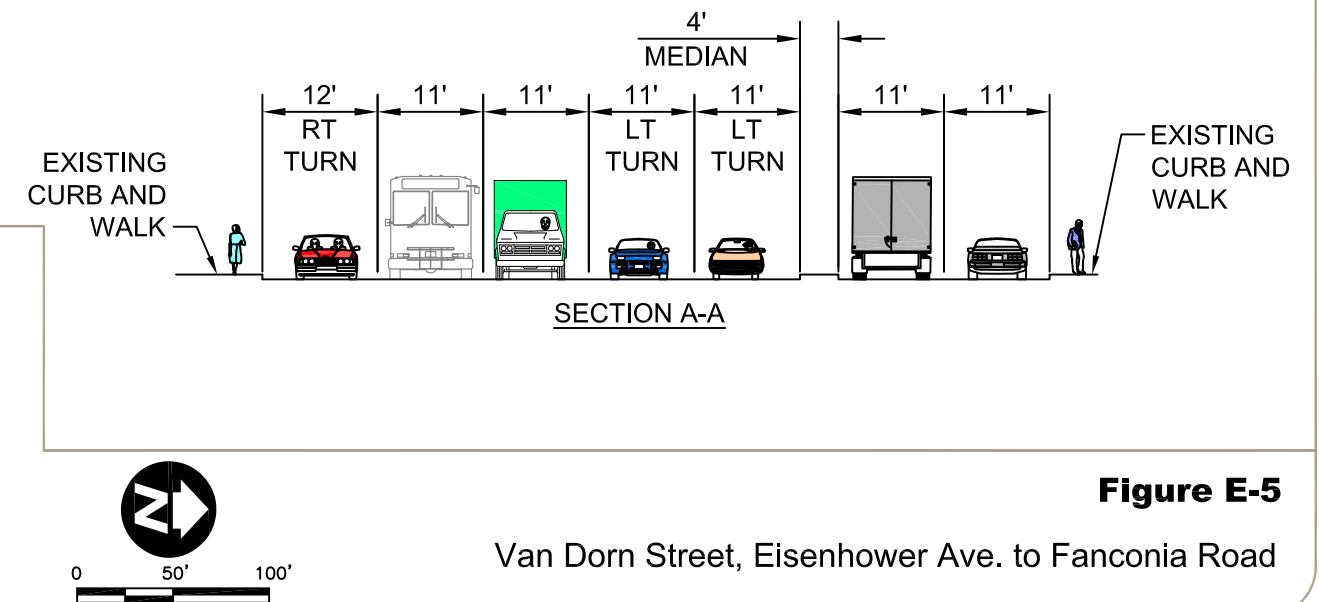 4'
MEDIAN
12'
11'
11'
11'
11'
11'
11'
RT
TURN
LT
TURN
LT
TURN
EXISTING
CURB AND
WALK
EXISTING
CURB AND
WALK
SECTION A-A
N
Figure E-5
Van Dorn Street, Eisenhower Ave. to Fanconia Road
0 50' 100'